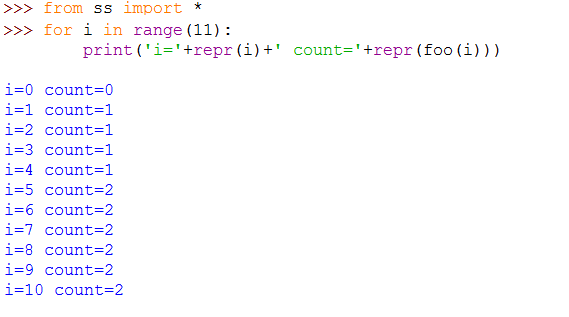 >>> from ss import *
>>> for i in range(11):
        print('i='+repr(i)+' count='+repr(foo(i)))
i=0 count=0
i=1 count=1
i=2 count=1
i=3 count=1
i=4 count=1
i=5 count=2
i=6 count=2
i=7 count=2
i=8 count=2
i=9 count=2
i=10 count=2